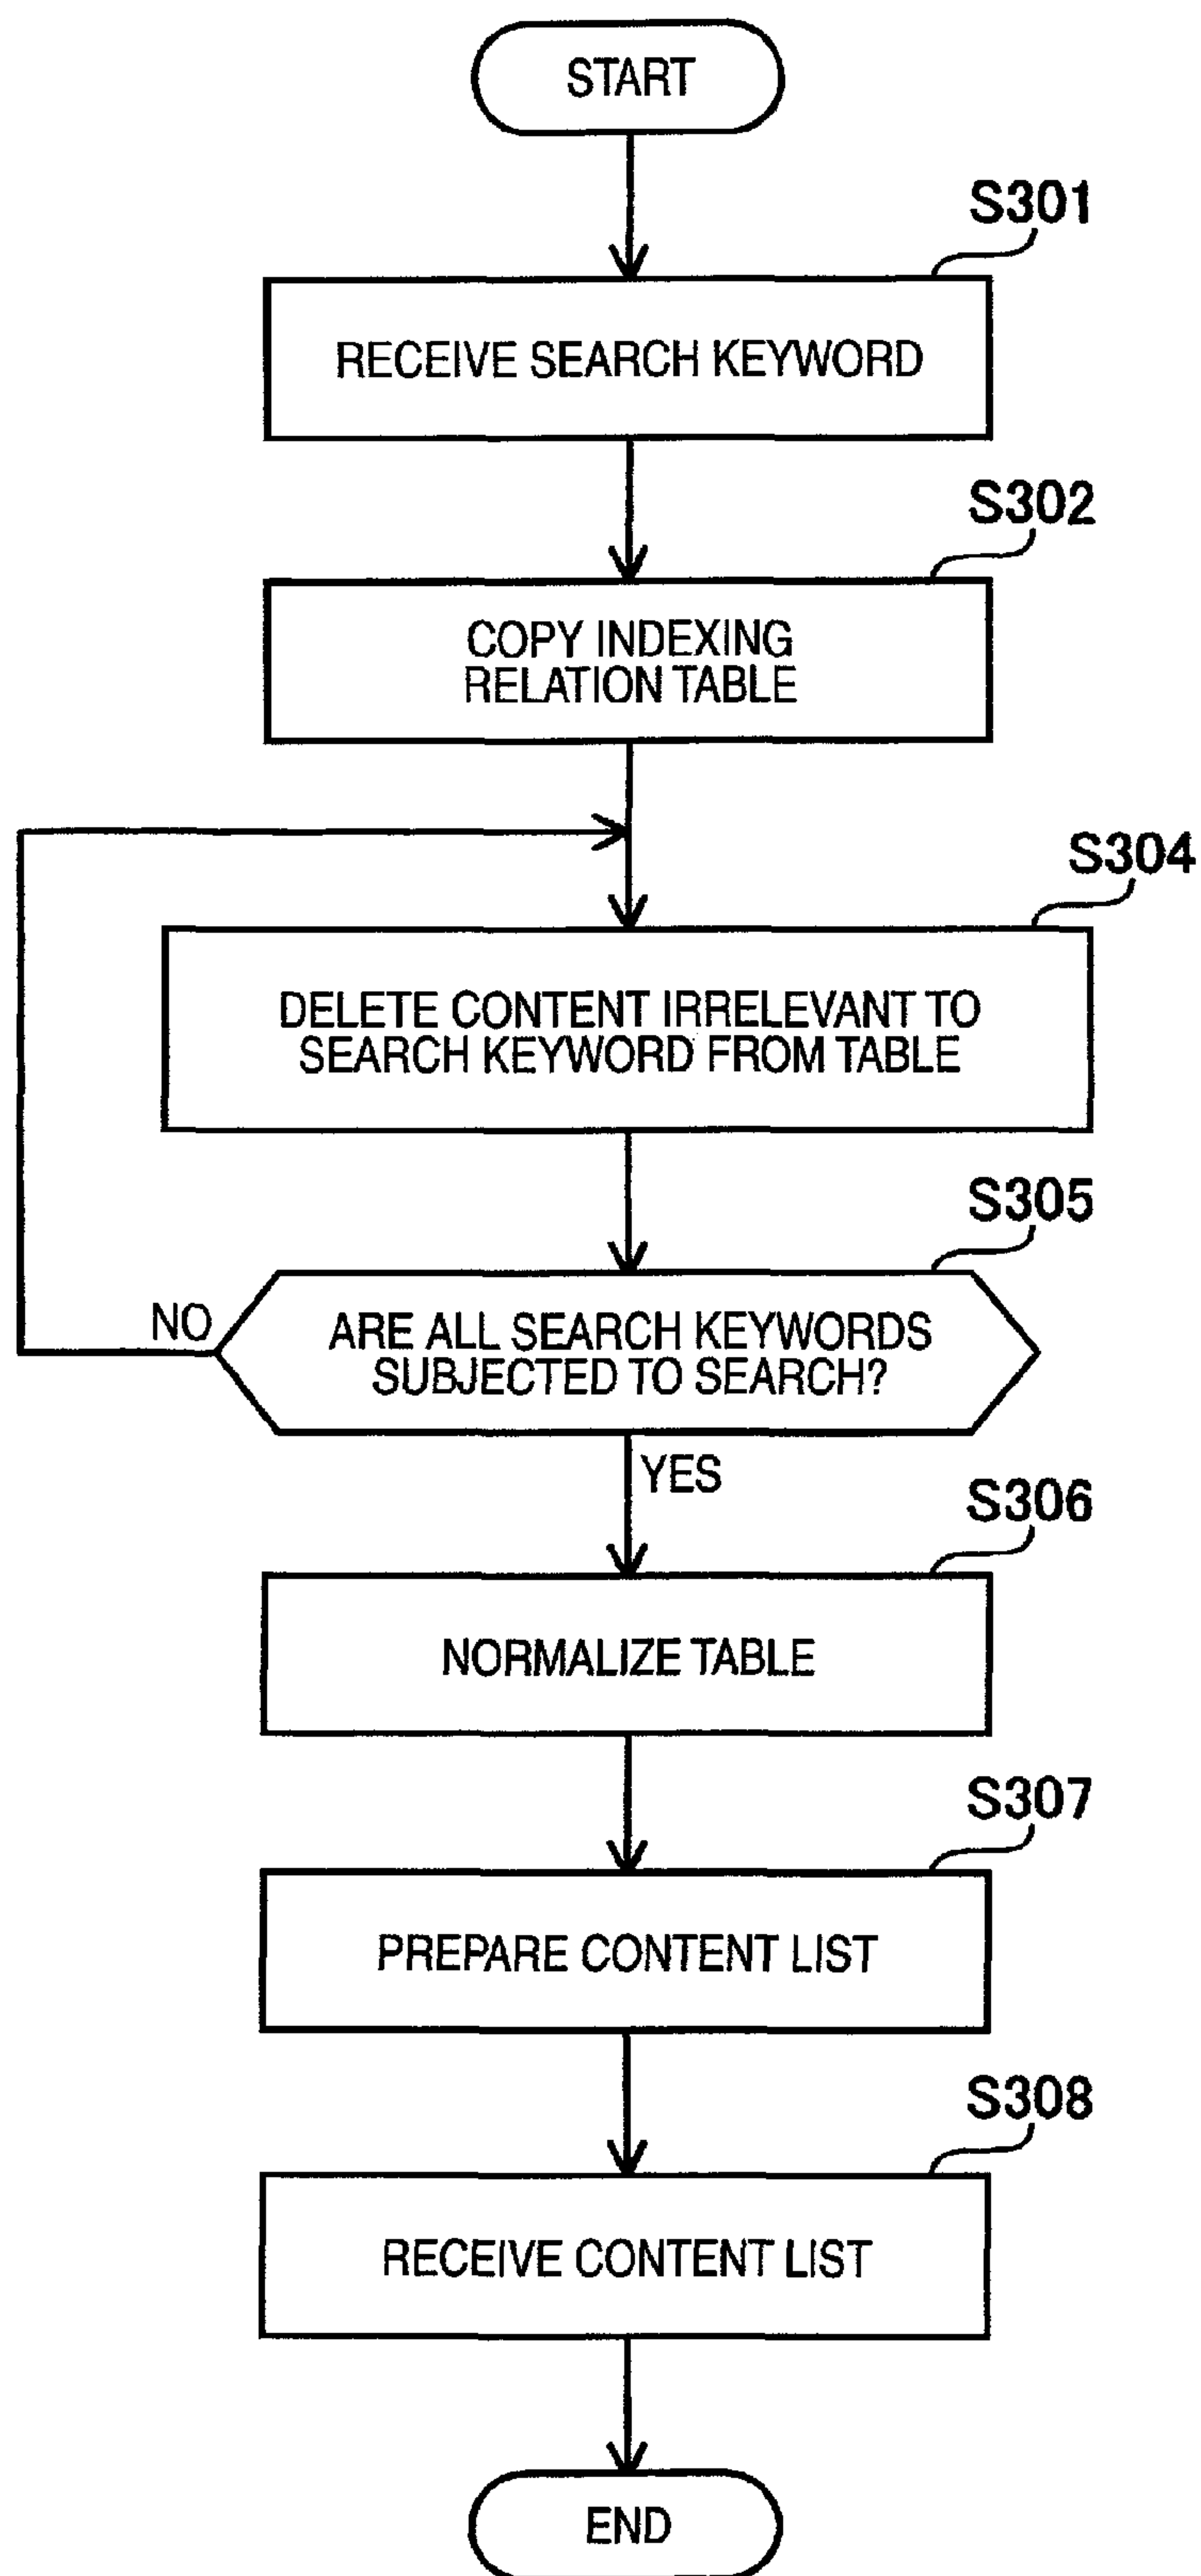 START
S301
RECEIVE SEARCH KEYWORD
S302
COPY INDEXING
RELATION TABLE
S304
DELETE CONTENT IRRELEVANT TO
SEARCH KEYWORD FROM TABLE
S305
NO
ARE ALL SEARCH KEYWORDS
SUBJECTED TO SEARCH?
YES
S306
NORMALIZE TABLE
S307
PREPARE CONTENT LIST
S308
RECEIVE CONTENT LIST
END